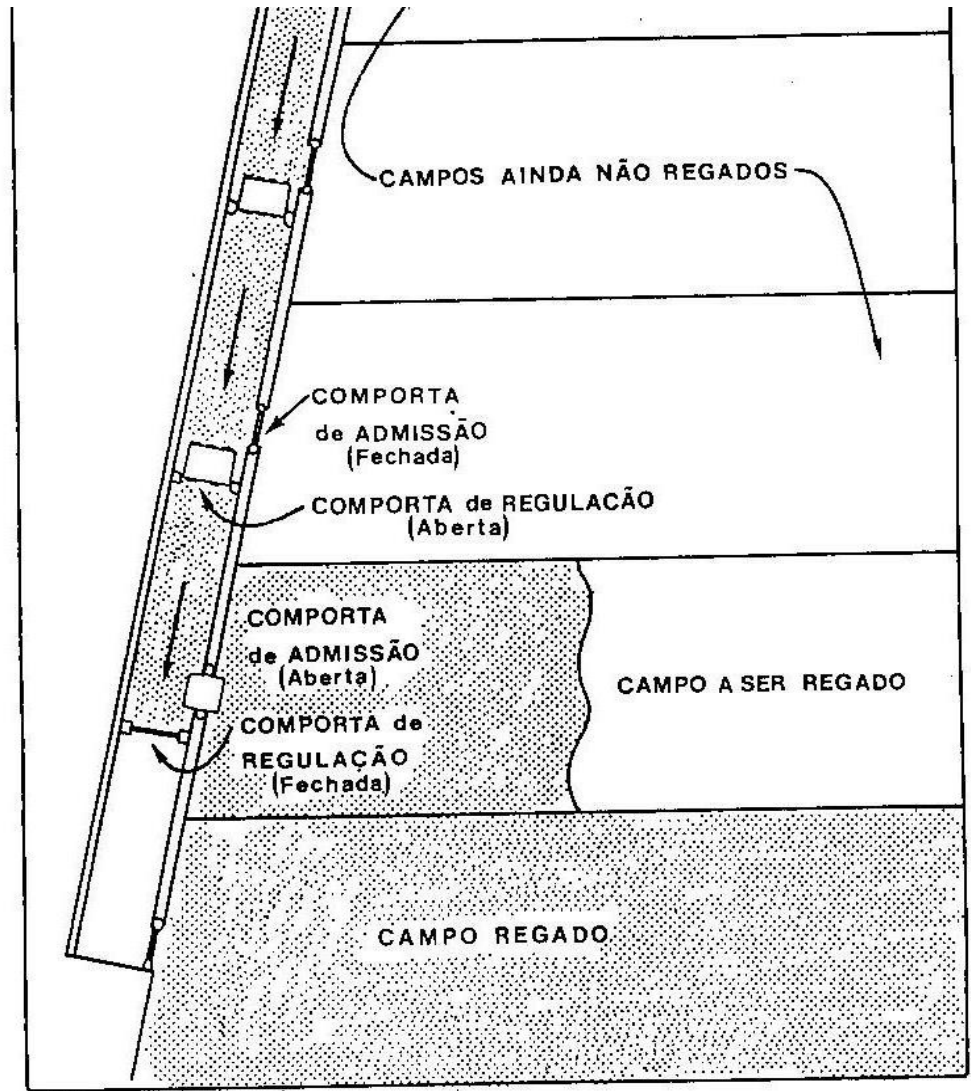 CAMPOS AINDA NÃO REGADOS
COMPORTA
de ADMISSÃO
(Fechada)
COMPORTA de REGULAÇÃO
(Aberta)
COMPORTA
de ADMISSÃO
(Aberta)
CAMPO A SER REGADO
COMPORTA de
REGULAÇÃO
(Fechada)
CAMPO REGADO